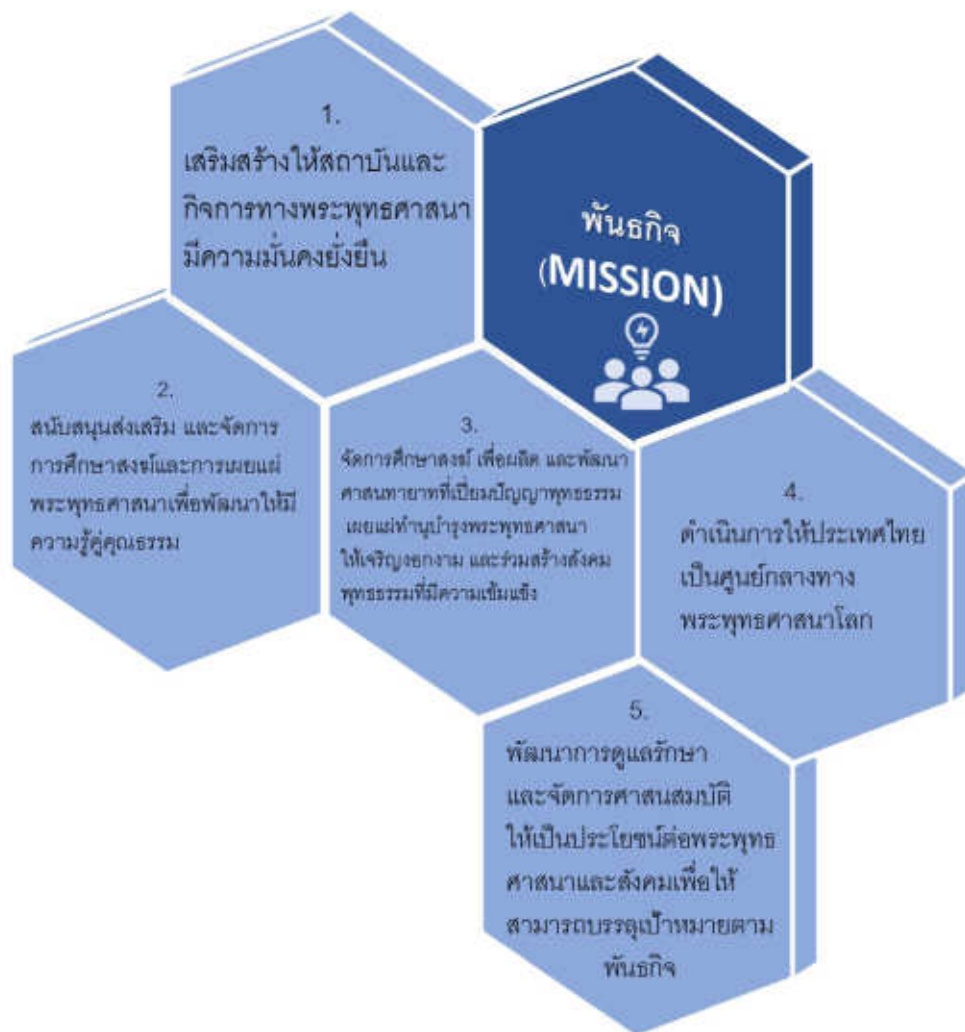 พันธกิจ
(MISSION)
1.
เสริมสร้างให้สถาบันและ
กิจการทางพระพุทธศาสนา
มีความมั่นคงยั่งยืน
2.
สนับสนุนส่งเสริม และจัดการ
การศึกษาสงฆ์และการเผยแผ่
พระพุทธศาสนาเพื่อพัฒนาให้มี
ความรู้คู่คุณธรรม
3.
จัดการศึกษาสงฆ์ เพื่อผลิต และพัฒนา
ศาสนทายาทที่เปี่ยมปัญญาพุทธธรรม
เผยแผ่ทำนุบำรุงพระพุทธศาสนา
ให้เจริญงอกงาม และร่วมสร้างสังคม
พุทธธรรมที่มีความเข้มแข็ง
4.
ดำเนินการให้ประเทศไทย
เป็นศูนย์กลางทาง
พระพุทธศาสนาโลก
5.
พัฒนาการดูแลรักษา
และจัดการศาสนสมบัติ
ให้เป็นประโยชน์ต่อพระพุทธ
ศาสนาและสังคมเพื่อให้
สามารถบรรลุเป้าหมายตาม
พันธกิจ